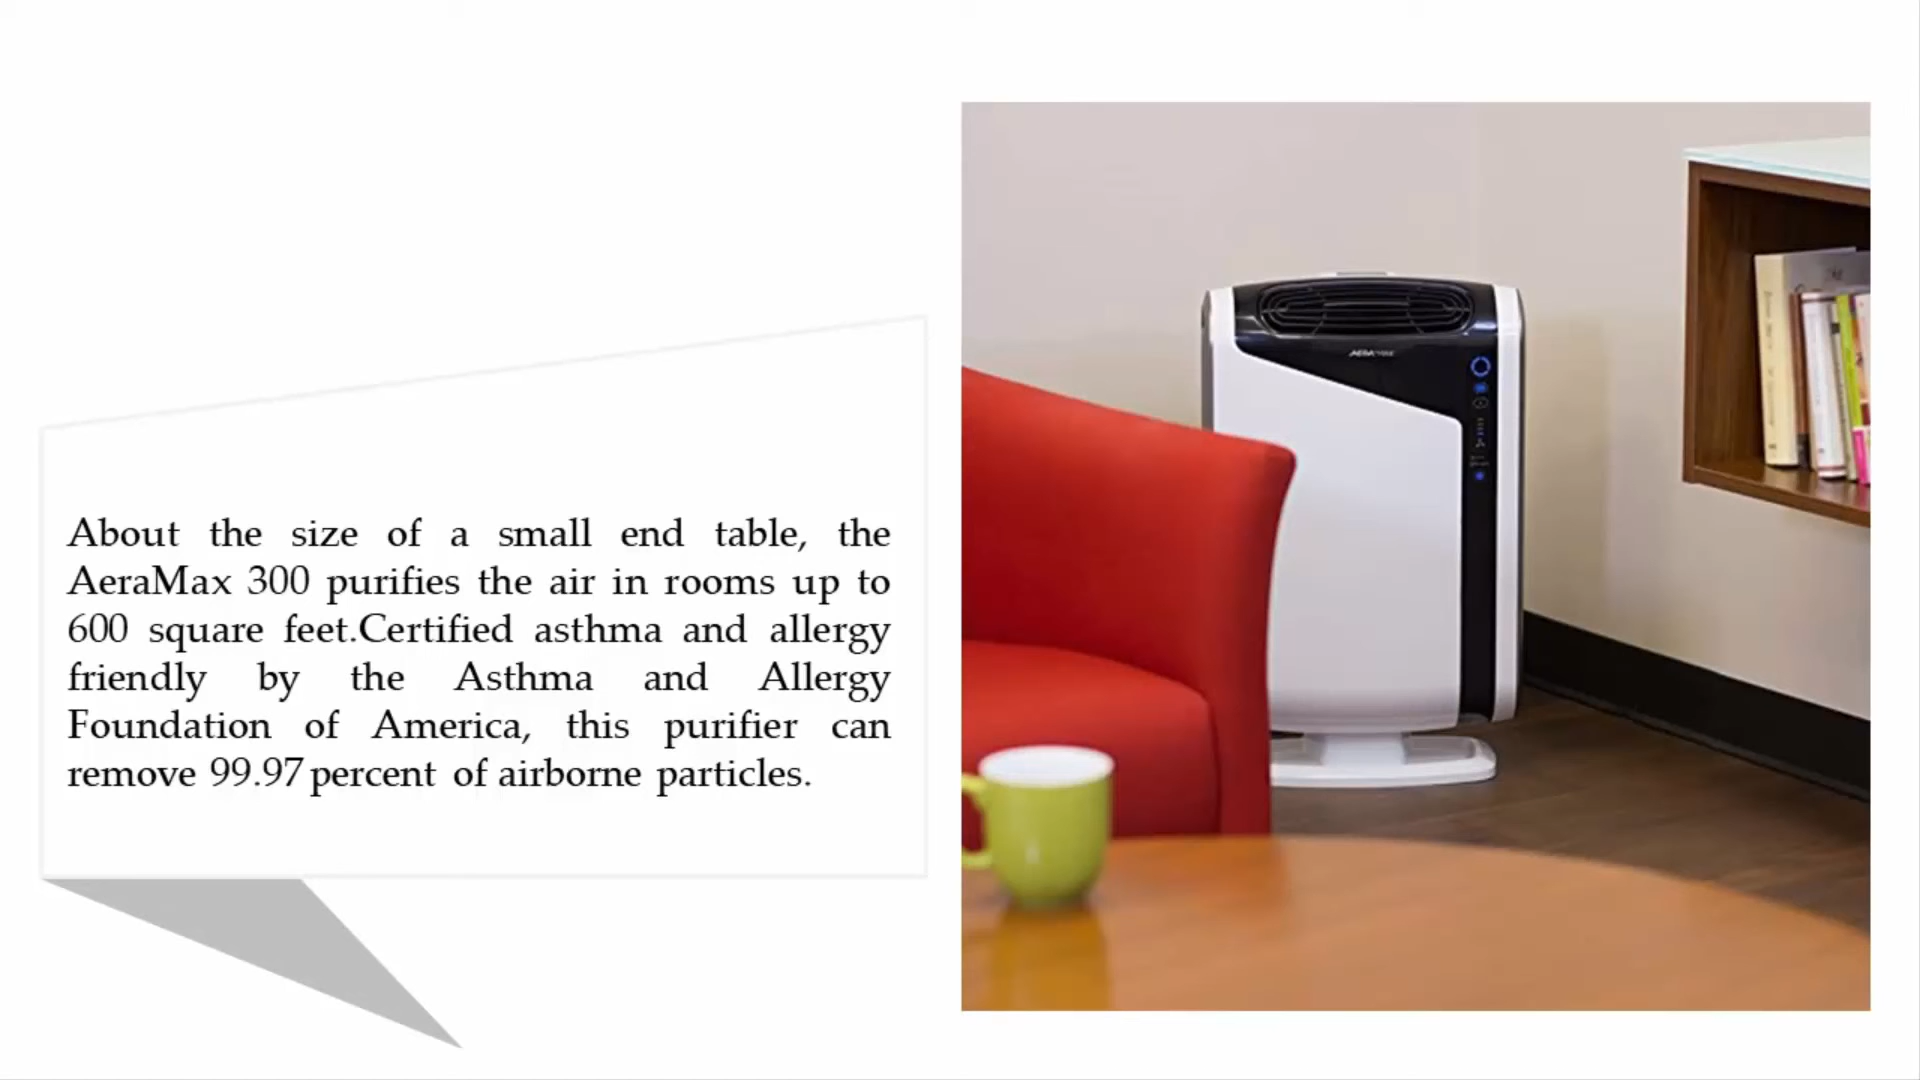 About the size of a small end table, the
AeraMax 300 purifies the air in rooms up to
600 square feet.Certified asthma and allergy
friendly by the Asthma and Allergy
Foundation of America, this purifier can
remove 99.97 percent of airborne particles.
AERAMAX